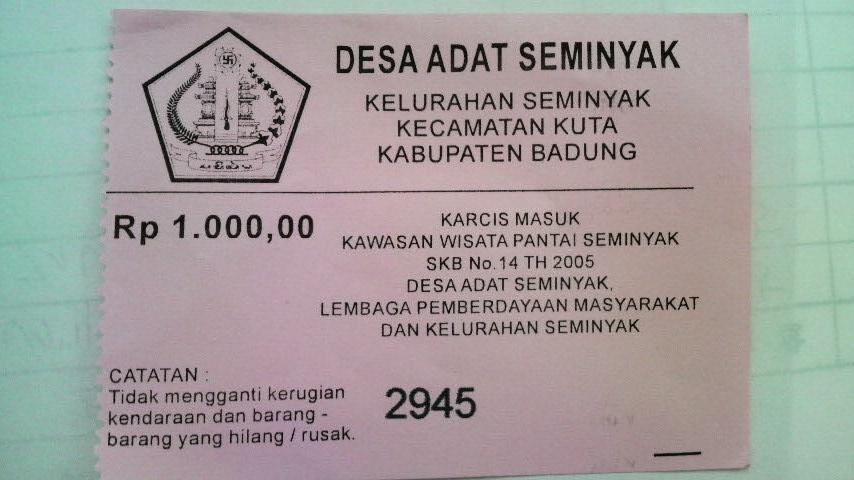 DESA ADAT SEMINYAK
KELURAHAN SEMINYAK
KECAMATAN KUTA
KABUPATEN BADUNG
Rp 1.000,00
KARCIS MASUK
KAWASAN WISATA PANTAI SEMINYAK
SKB No.14 TH 2005
DESA ADAT SEMINYAK,
LEMBAGA PEMBERDAYAAN MASYARAKAT
DAN KELURAHAN SEMINYAK
CATATAN :
Tidak mengganti kerugian
kendaraan dan barang -
barang yang hilang / rusak.
2945